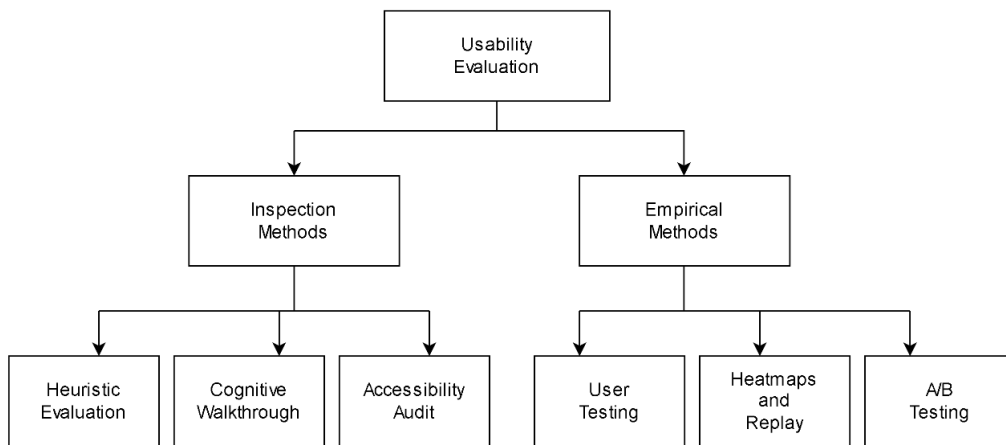 Usability
Evaluation
Inspection
Methods
Empirical
Methods
Heuristic
Evaluation
Cognitive
Walkthrough
Accessibility
Audit
User
Testing
Heatmaps
and
Replay
A/B
Testing